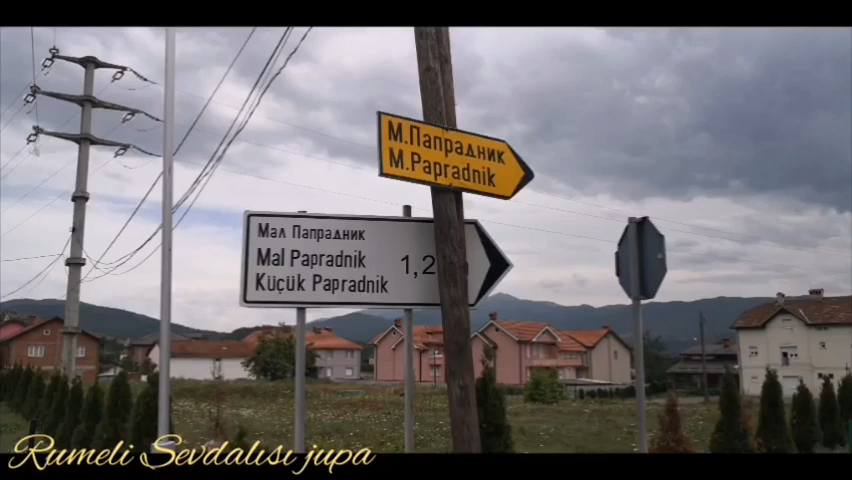 М.Папрадник
M.Papradnik
Мал Папрадник
Mal Papradnik
Küçük Papradnik
1,2
Rumeli Sevdalısı jupa